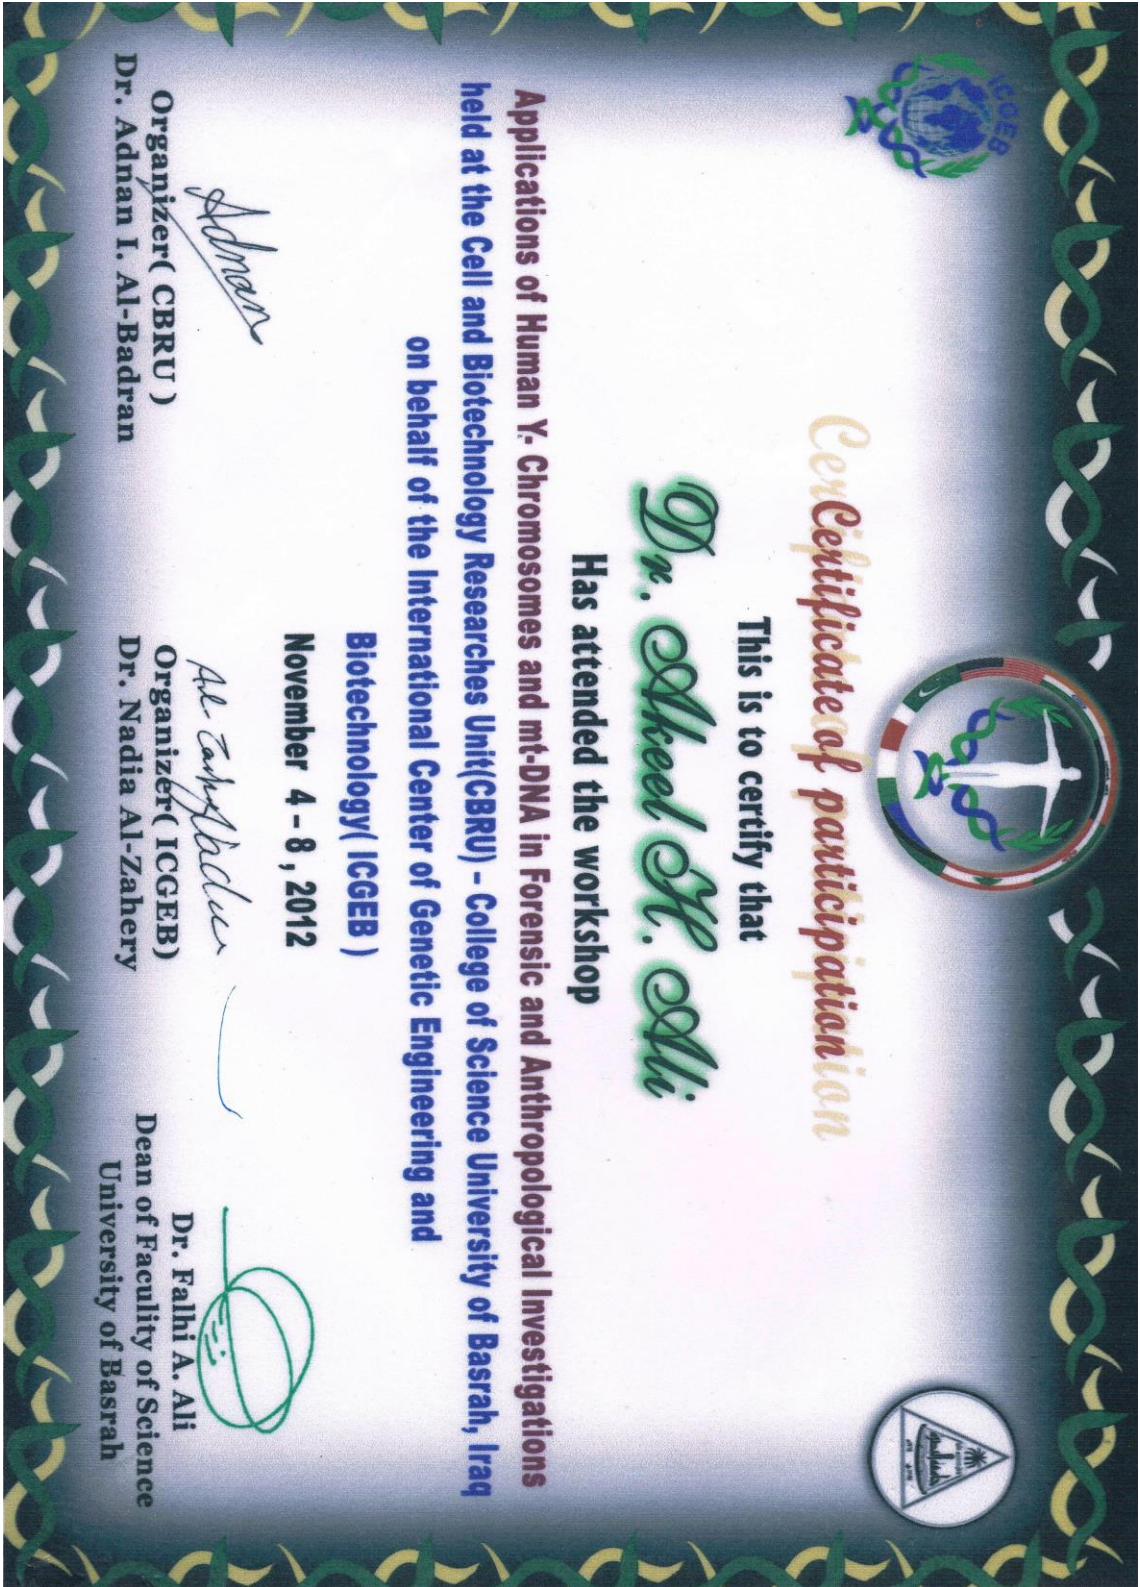 ICGEB
Certificate of participation
This is to certify that
Dr. Akeel H. Ali
Has attended the workshop
Applications of Human Y- Chromosomes and mt-DNA in Forensic and Anthropological Investigations
held at the Cell and Biotechnology Researches Unit(CBRU) - College of Science University of Basrah, Iraq
on behalf of the International Center of Genetic Engineering and
Biotechnology( ICGEB )
November 4 - 8, 2012
Adnan
Organizer( CBRU )
Dr. Adnan I. Al-Badran
Organizer( ICGEB)
Dr. Nadia Al-Zahery
Dr. Falhi A. Ali
Dean of Faculity of Science
University of Basrah